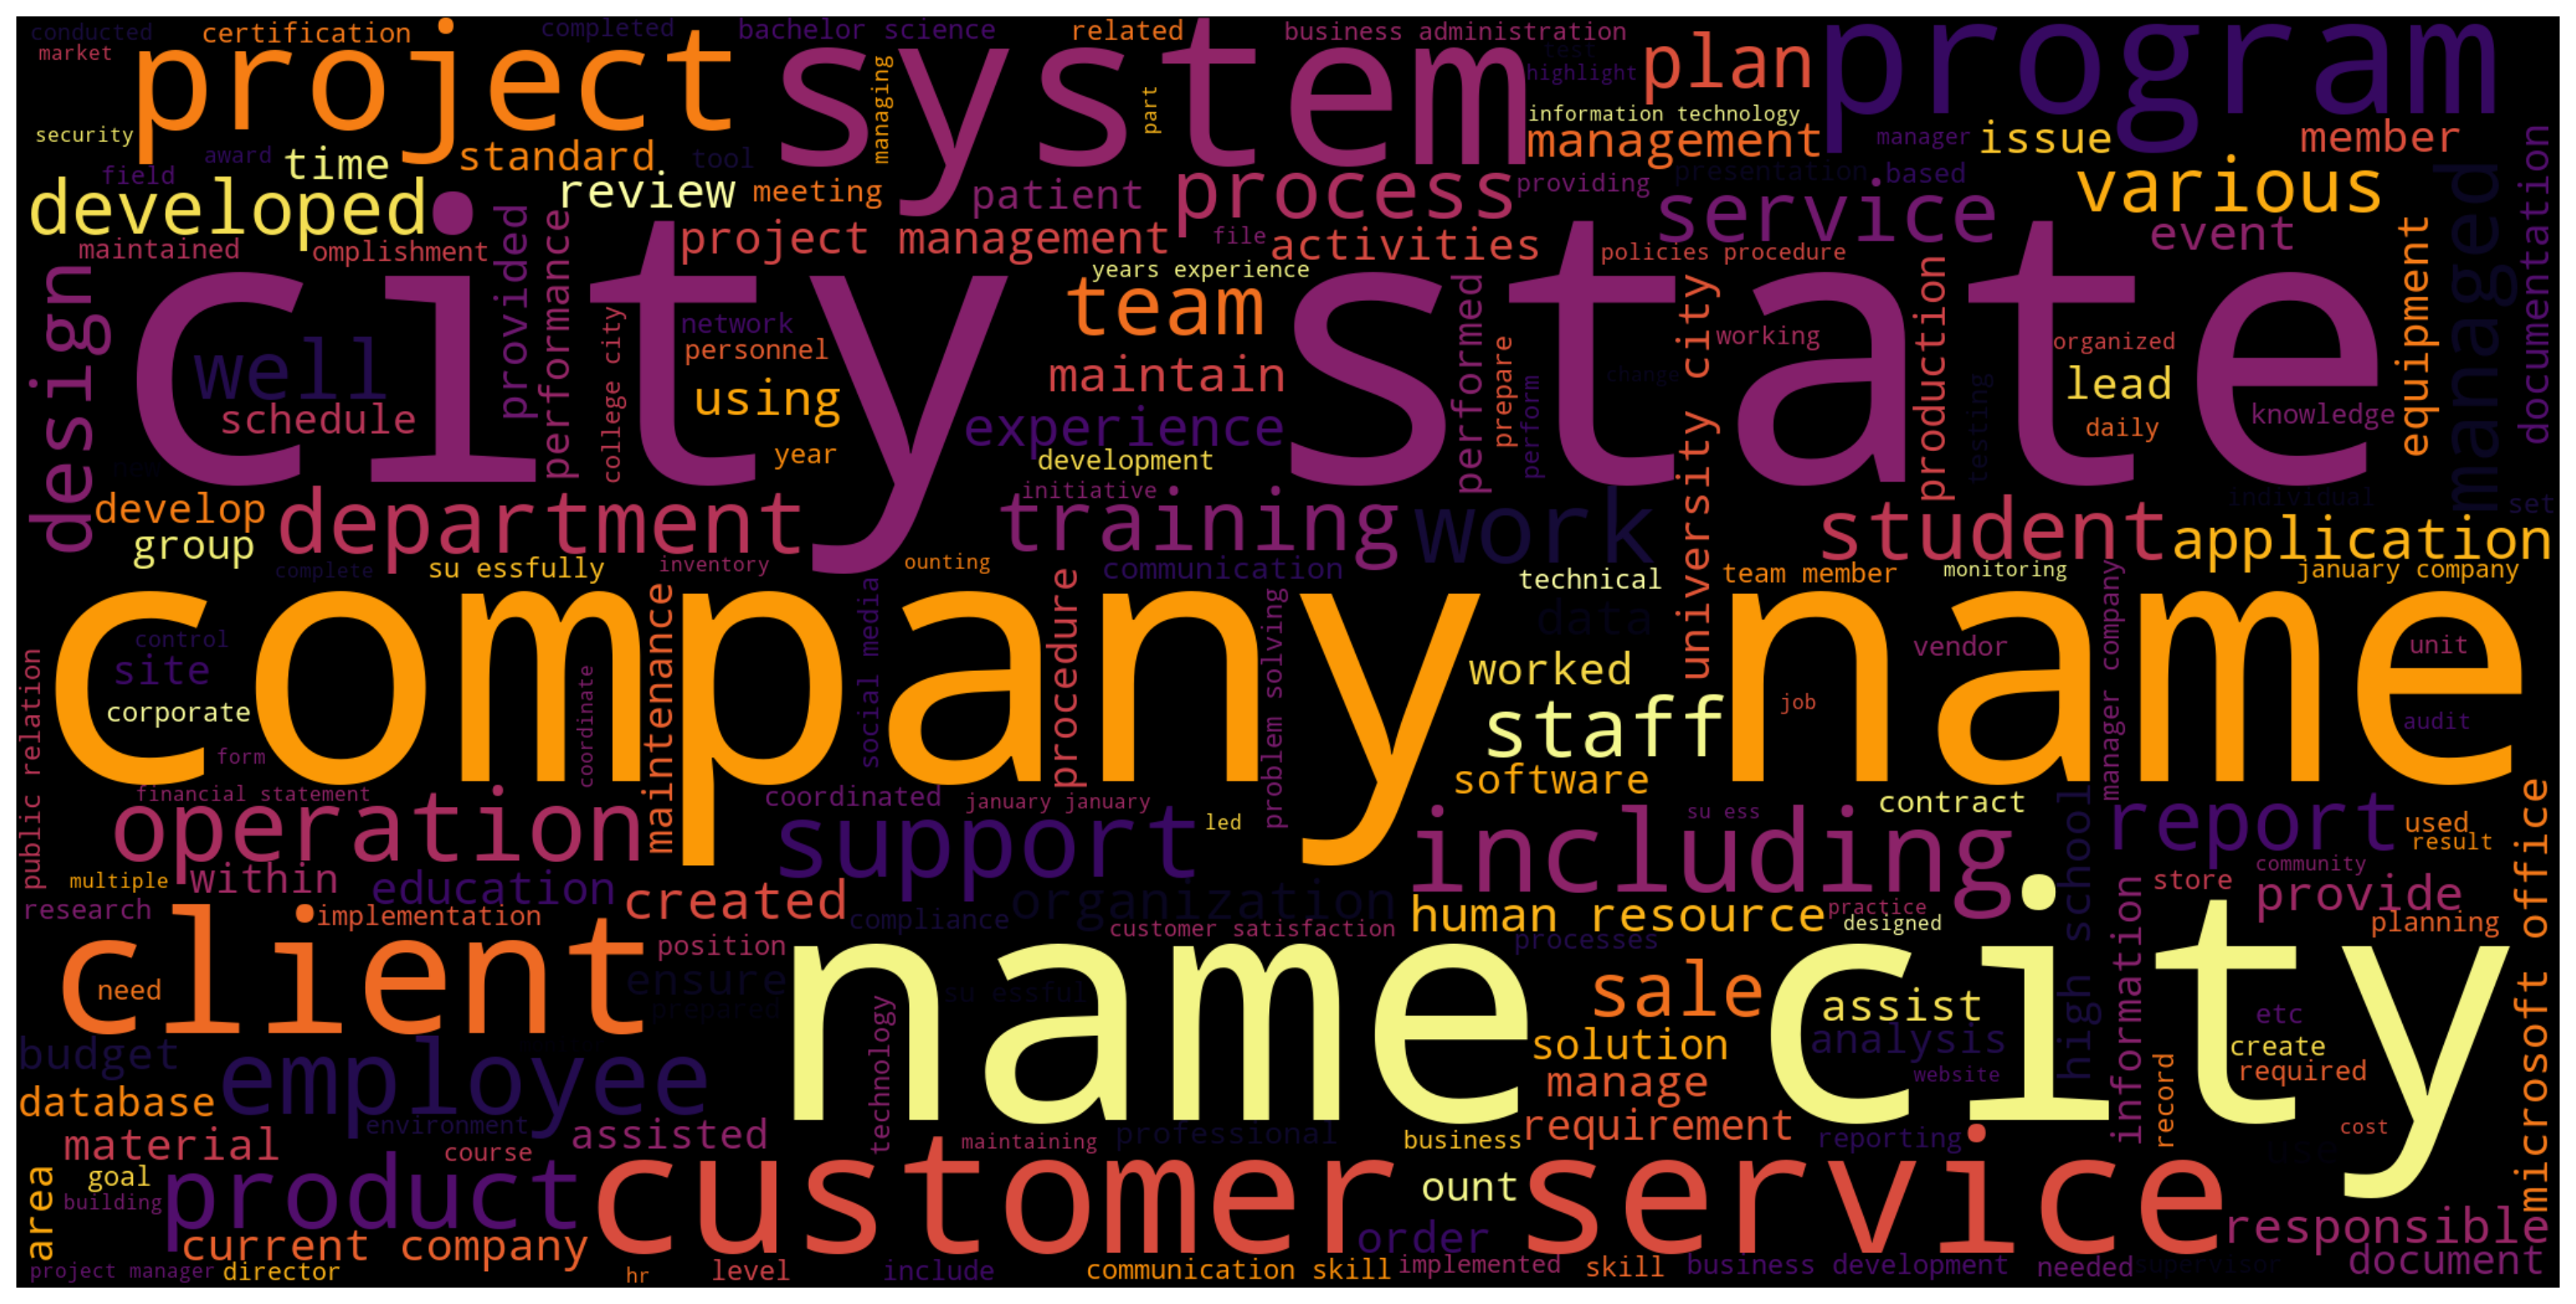 conducted
certification
completed
bachelor science
related
business administration
market
project
system
managing
part
test
highlight
plan
program
information technology
security
award
time
standard
tool
management
manager
issue
member
documentation
field
developed
review
meeting
patient
process
providing
presentation
based
various
managed
service
maintained
omplishment
provided
performance
project management
file
activities
policies procedure
event
equipment
design
city
state
years experience
team
performed
university city
production
well
college city
network
personnel
working
organized
schedule
using
maintain
prepare
perform
change
testing
lead
knowledge
daily
experience
year
development
initiative
individual
set
develop
department
training
work
student
application
group
complete
su essfully
inventory
ounting
communication
technical
team member
monitoring
january company
company name
control
social media
procedure
problem solving
data
vendor
manager company
unit
public relation
site
coordinate
maintenance
worked
corporate
staff
job
audit
form
software
financial statement
operation
coordinated
january january
led
su ess
contract
high school
report
used
result
microsoft office
support
including
multiple
within
education
created
organization
community
store
provide
research
client
implementation
compliance
customer satisfaction
human resource
practice
designed
information
planning
position
processes
name city
need
ensure
su essful
prepared
sale
assist
technology
budget
employee
solution
analysis
etc
create
database
manage
website
record
required
environment
material
assisted
maintaining
professional
business
requirement
reporting
cost
course
area
goal
building
product
customer service
ount
current company
order
responsible
document
project manager
director
hr
level
include
communication skill
implemented
skill
business development
needed
supervisor